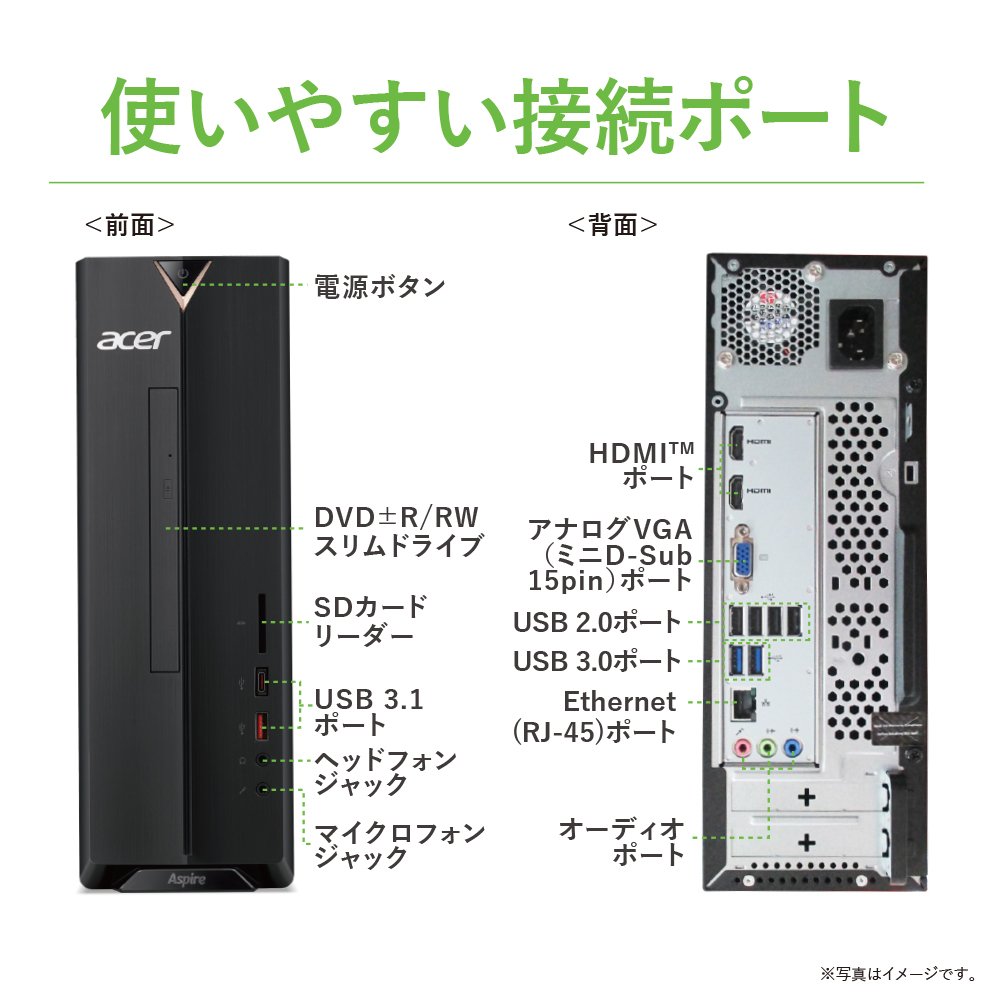 使いやすい接続ポート
＜前面＞
電源ボタン
acer
DVD±R/RW
スリムドライブ
SDカード
リーダー
USB 3.1
ポート
ヘッドフォン
ジャック
マイクロフォン
ジャック
Aspire
＜背面＞
HDMI™
ポート
HDMI
HDMI
アナログVGA
（ミニD-Sub
15pin）ポート
USB 2.0ポート
USB 3.0ポート
Ethernet
(RJ-45)ポート
オーディオ
ポート
※写真はイメージです。